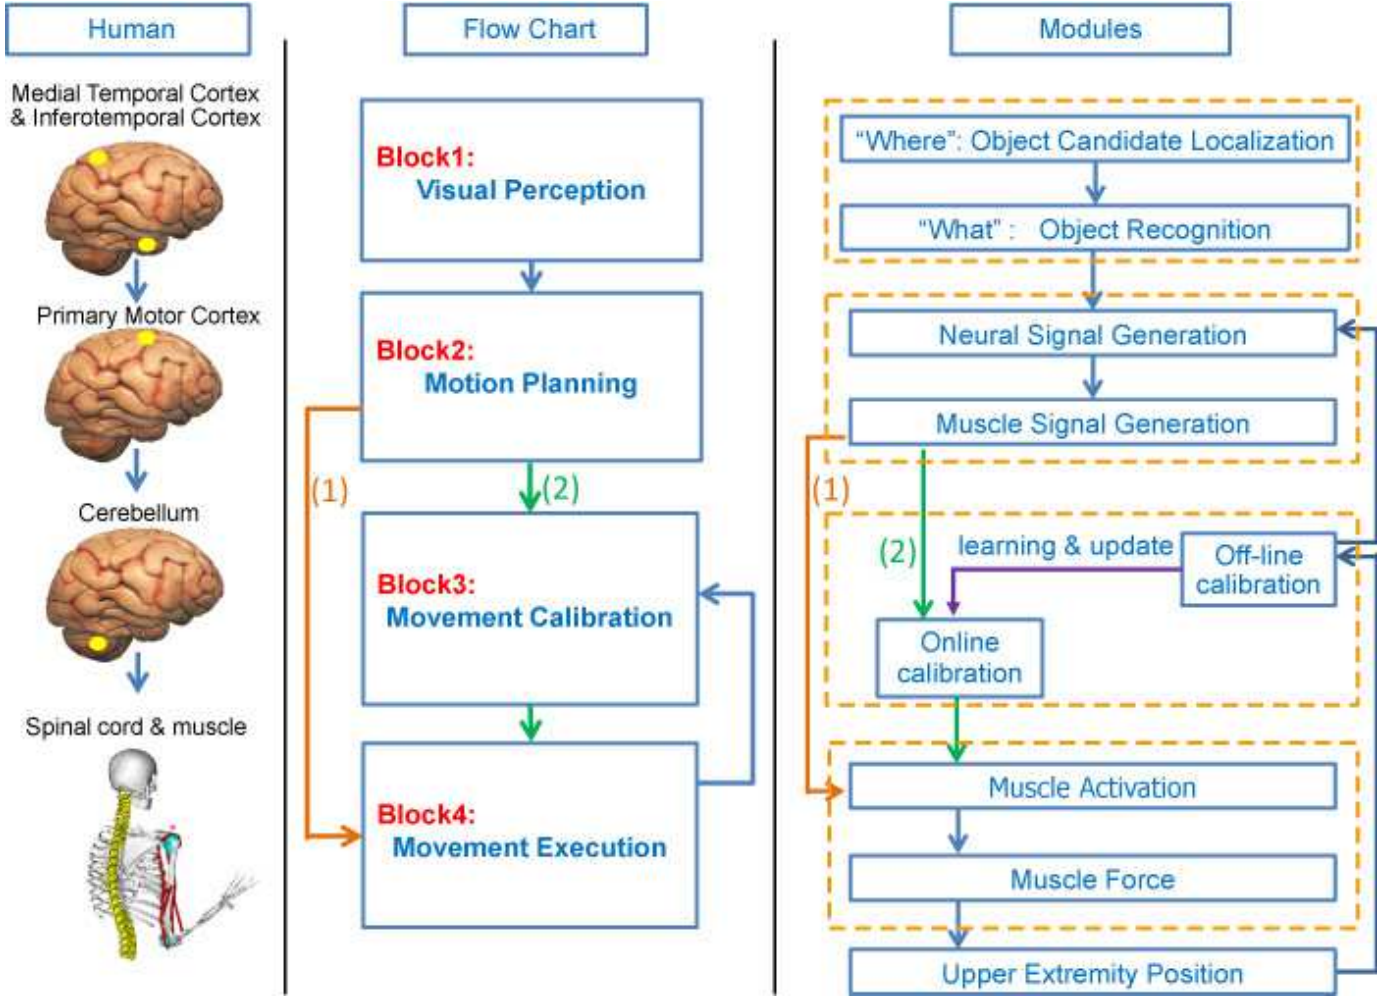 Human
Flow Chart
Modules
Medial Temporal Cortex
& Inferotemporal Cortex
Primary Motor Cortex
Cerebellum
Spinal cord & muscle
Block1:
Visual Perception
Block2:
Motion Planning
(1)
(2)
Block3:
Movement Calibration
Block4:
Movement Execution
“Where”: Object Candidate Localization
“What” : Object Recognition
Neural Signal Generation
Muscle Signal Generation
(1)
(2)
learning & update
Off-line
calibration
Online
calibration
Muscle Activation
Muscle Force
Upper Extremity Position